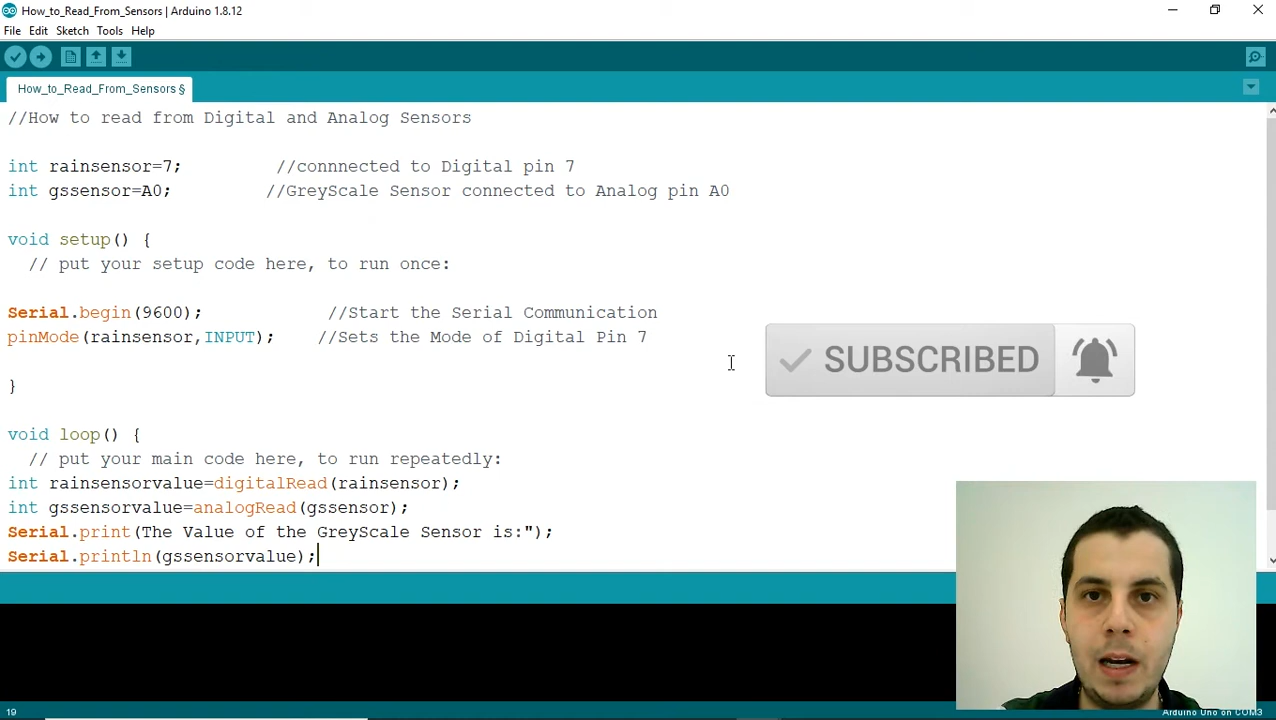 How_to_Read_From_Sensors | Arduino 1.8.12
File Edit Sketch Tools Help
How_to_Read_From_Sensors §
//How to read from Digital and Analog Sensors
int rainsensor=7; //connnected to Digital pin 7
int gssensor=A0; //GreyScale Sensor connected to Analog pin A0
void setup() {
// put your setup code here, to run once:
Serial.begin(9600); //Start the Serial Communication
pinMode(rainsensor,INPUT); //Sets the Mode of Digital Pin 7
SUBSCRIBED
}
void loop() {
// put your main code here, to run repeatedly:
int rainsensorvalue=digitalRead(rainsensor);
int gssensorvalue=analogRead(gssensor);
Serial.print(The Value of the GreyScale Sensor is:");
Serial.println(gssensorvalue);
19
Arduino Uno on COM3